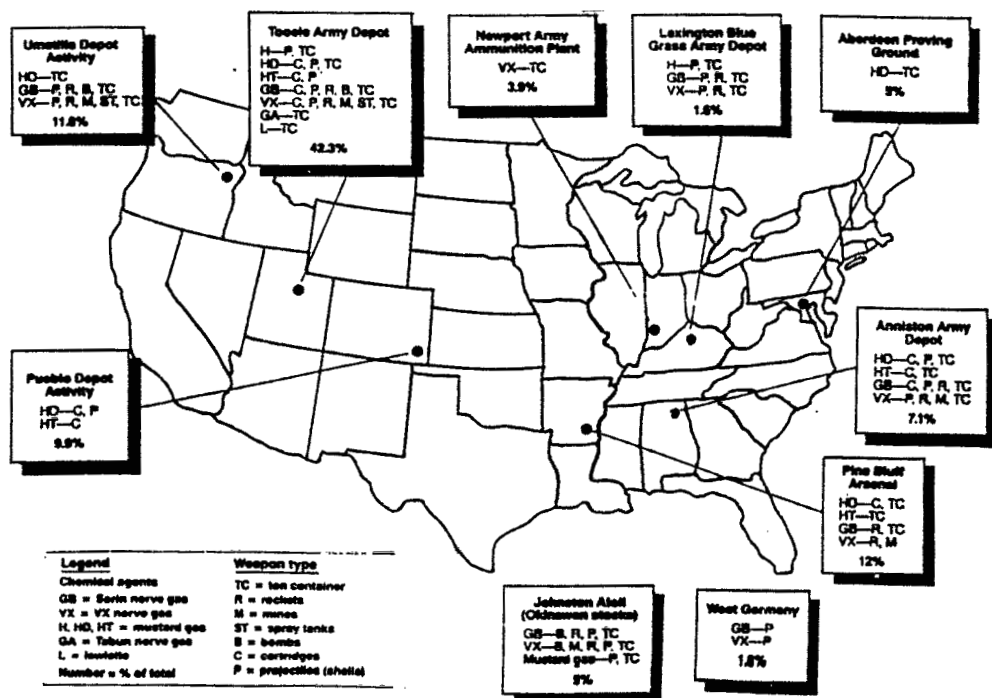 Umatilla Depot
Activity
HD—TC
GB—P, R, B, TC
VX—P, R, M, ST, TC
11.6%
Tooele Army Depot
H—P, TC
HD—C, P, TC
HT—C, P
GB—C, P, R, B, TC
VX—C, P, R, M, ST, TC
GA—TC
L—TC
42.3%
Newport Army
Ammunition Plant
VX—TC
3.9%
Lexington Blue
Grass Army Depot
H—P, TC
GB—P, R, TC
VX—P, R, TC
1.6%
Aberdeen Proving
Ground
HD—TC
5%
Pueblo Depot
Activity
HD—C, P
HT—C
9.9%
Anniston Army
Depot
HD—C, P, TC
HT—C, TC
GB—C, P, R, TC
VX—P, R, M, TC
7.1%
Pine Bluff
Arsenal
HD—C, TC
HT—TC
GB—R, TC
VX—R, M
12%
Johnston Atoll
(Okinawan stocks)
GB—B, R, P, TC
VX—B, M, R, P, TC
Mustard gas—P, TC
5%
West Germany
GB—P
VX—P
1.6%
Legend
Chemical agents
GB = Sarin nerve gas
VX = VX nerve gas
H, HD, HT = mustard gas
GA = Tabun nerve gas
L = lewisite
Number = % of total
Weapon type
TC = ton container
R = rockets
M = mines
ST = spray tanks
B = bombs
C = cartridges
P = projectiles (shells)